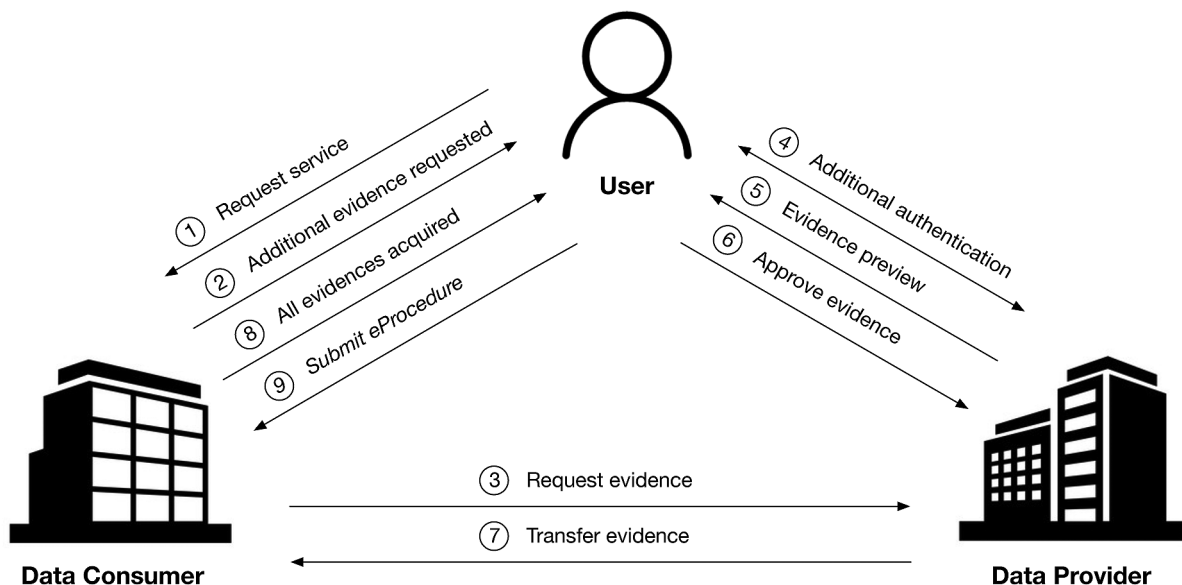 User
① Request service
② Additional evidence requested
⑧ All evidences acquired
⑨ Submit eProcedure
④ Additional authentication
⑤ Evidence preview
⑥ Approve evidence
③ Request evidence
⑦ Transfer evidence
Data Consumer
Data Provider